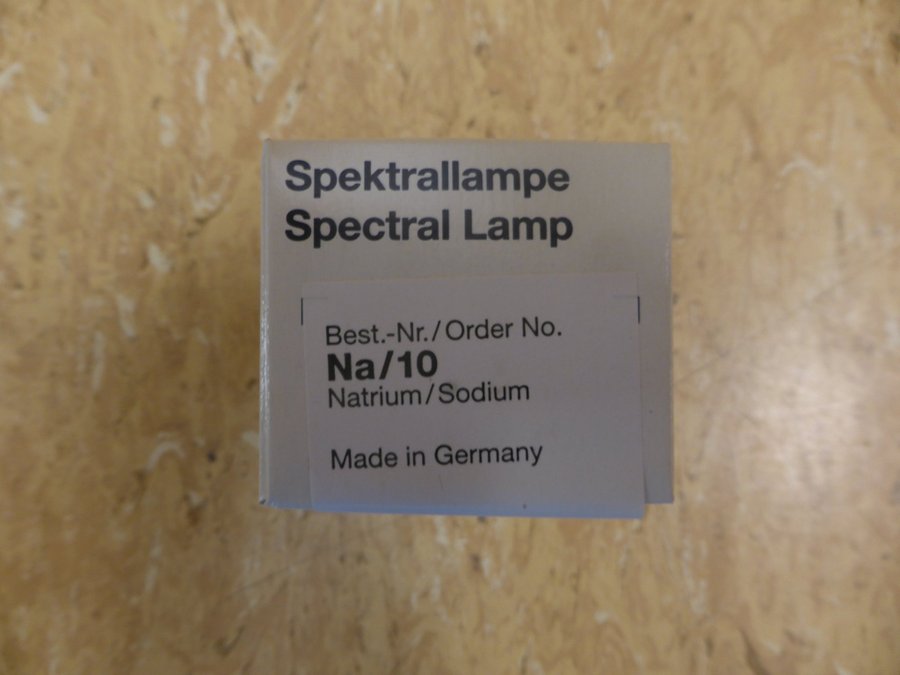 Spektrallampe
Spectral Lamp
Best.-Nr./Order No.
Na/10
Natrium/Sodium
Made in Germany